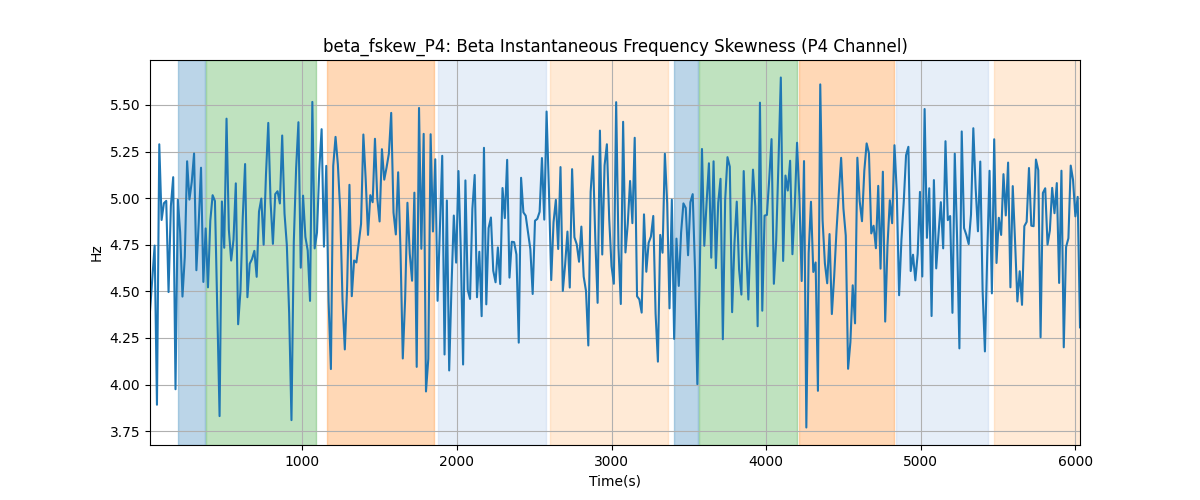 beta_fskew_P4: Beta Instantaneous Frequency Skewness (P4 Channel)
Hz
5.50
5.25
5.00
4.75
4.50
4.25
4.00
3.75
1000 2000 3000 4000 5000 6000
Time(s)